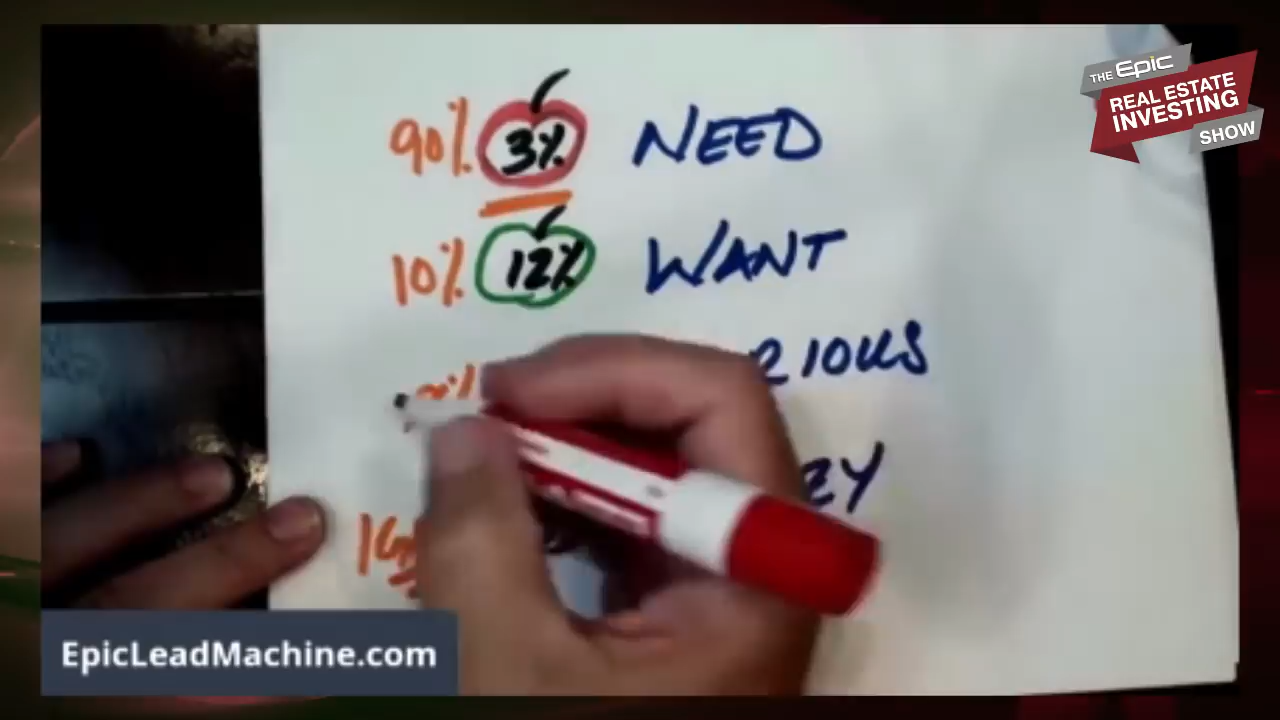 THE Epic
REAL ESTATE
INVESTING
SHOW
90% 3% NEED
10% 12% WANT
EpicLeadMachine.com